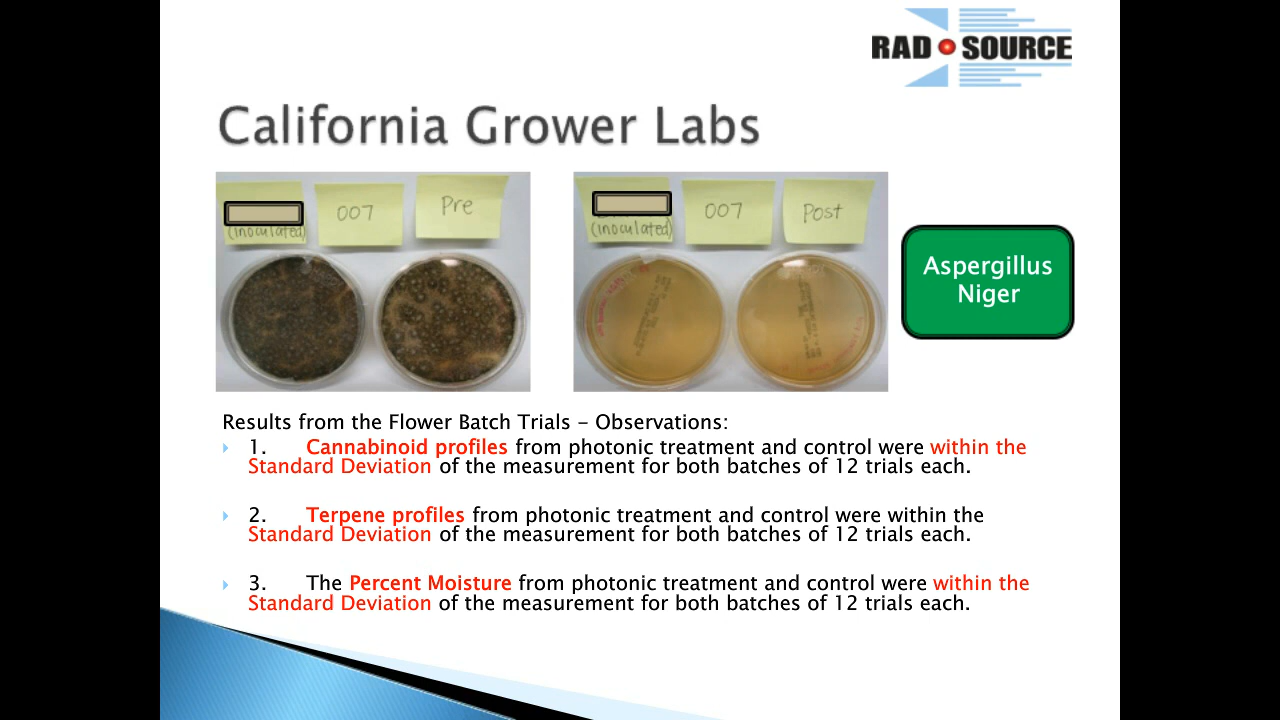 RAD SOURCE
California Grower Labs
007
Pre
(inoculated)
007
Post
(inoculated)
Aspergillus
Niger
Results from the Flower Batch Trials – Observations:
1. Cannabinoid profiles from photonic treatment and control were within the
Standard Deviation of the measurement for both batches of 12 trials each.
2. Terpene profiles from photonic treatment and control were within the
Standard Deviation of the measurement for both batches of 12 trials each.
3. The Percent Moisture from photonic treatment and control were within the
Standard Deviation of the measurement for both batches of 12 trials each.